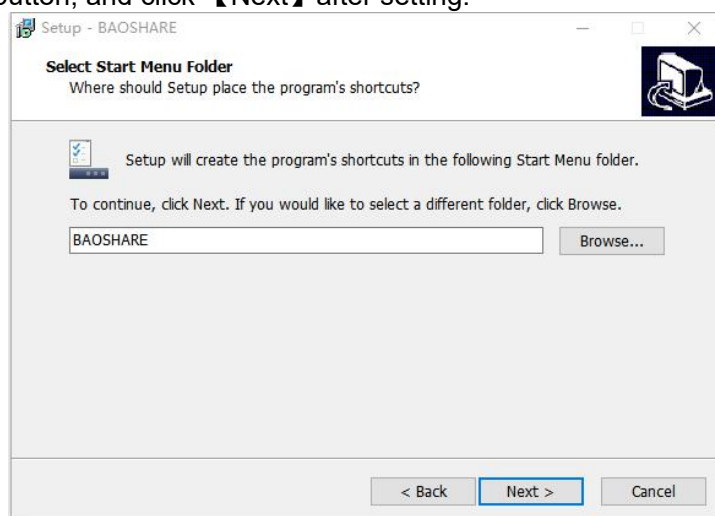 button, and click 【Next】after setting.
Setup - BAOSHARE
Select Start Menu Folder
Where should Setup place the program's shortcuts?
Setup will create the program's shortcuts in the following Start Menu folder.
To continue, click Next. If you would like to select a different folder, click Browse.
BAOSHARE
Browse...
< Back
Next >
Cancel